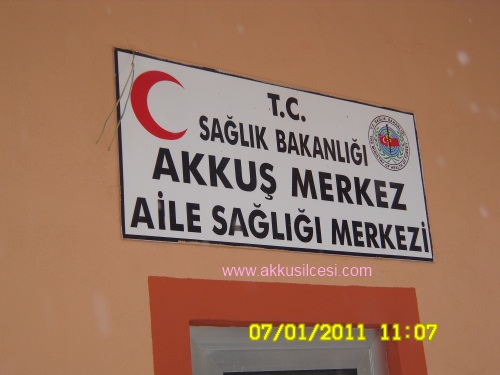 T.C.
SAĞLIK BAKANLIĞI
AKKUŞ MERKEZ
AİLE SAĞLIĞI MERKEZİ
www.akkusilcesi.com
07/01/2011 11:07